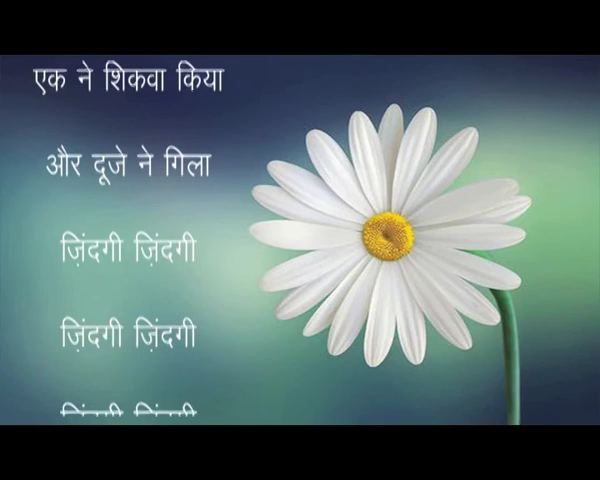 एक ने शिकवा किया
और दूजे ने गिला
ज़िंदगी ज़िंदगी
ज़िंदगी ज़िंदगी